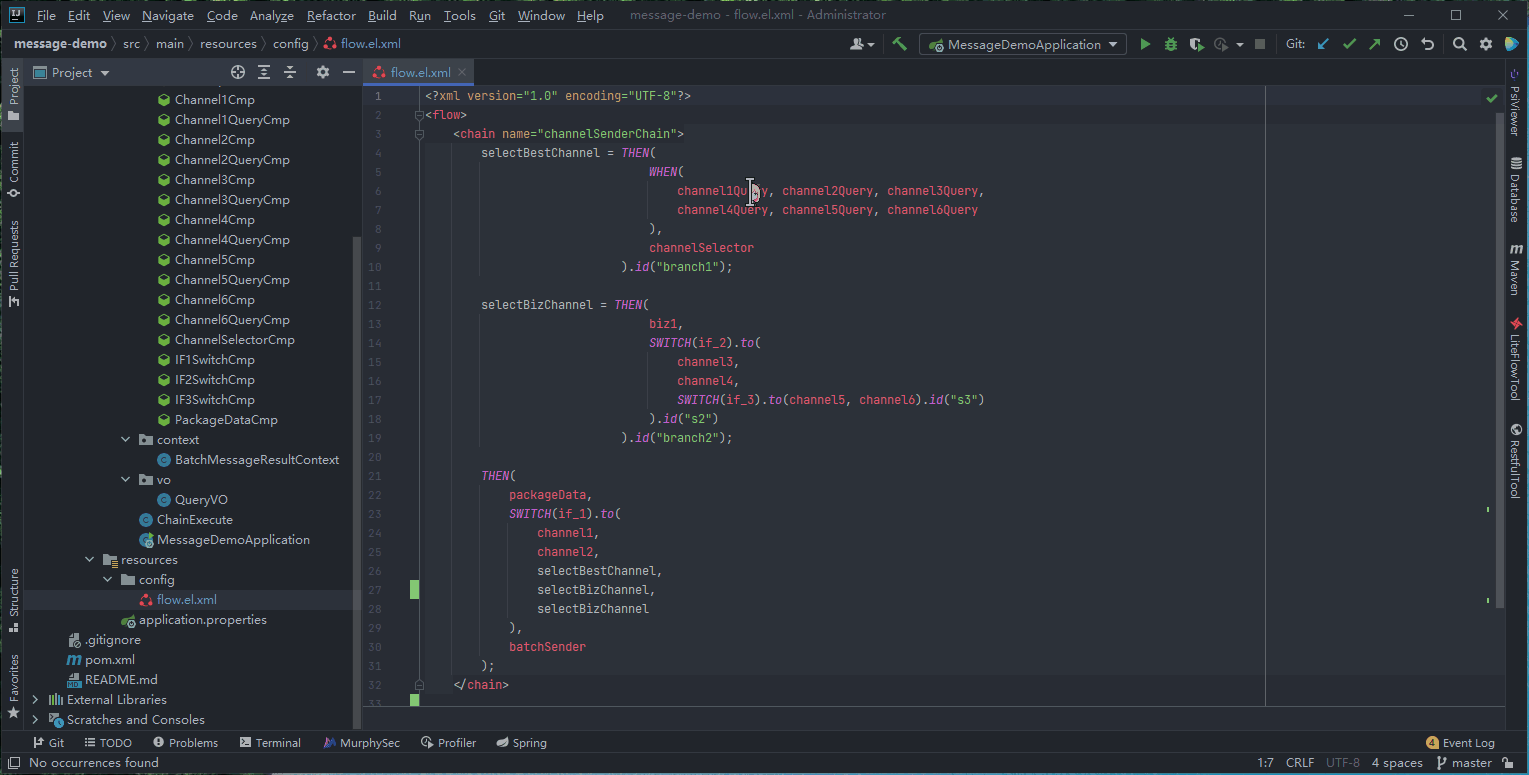 File Edit View Navigate Code Analyze Refactor Build Run Tools Git Window Help message-demo - flow.el.xml - Administrator
message-demo src main resources config flow.el.xml MessageDemoApplication Git:
Project
flow.el.xml
Project
Commit
Pull Requests
Structure
Favorites
Channel1Cmp
Channel1QueryCmp
Channel2Cmp
Channel2QueryCmp
Channel3Cmp
Channel3QueryCmp
Channel4Cmp
Channel4QueryCmp
Channel5Cmp
Channel5QueryCmp
Channel6Cmp
Channel6QueryCmp
ChannelSelectorCmp
IF1SwitchCmp
IF2SwitchCmp
IF3SwitchCmp
PackageDataCmp
context
BatchMessageResultContext
vo
QueryVO
ChainExecute
MessageDemoApplication
resources
config
flow.el.xml
application.properties
.gitignore
pom.xml
README.md
External Libraries
Scratches and Consoles
1 <?xml version="1.0" encoding="UTF-8"?>
2 <flow>
3 <chain name="channelSenderChain">
4 selectBestChannel = THEN(
5 WHEN(
6 channel1Query, channel2Query, channel3Query,
7 channel4Query, channel5Query, channel6Query
8 ),
9 channelSelector
10 ).id("branch1");
11
12 selectBizChannel = THEN(
13 biz1,
14 SWITCH(if_2).to(
15 channel3,
16 channel4,
17 SWITCH(if_3).to(channel5, channel6).id("s3")
18 ).id("s2")
19 ).id("branch2");
20
21 THEN(
22 packageData,
23 SWITCH(if_1).to(
24 channel1,
25 channel2,
26 selectBestChannel,
27 selectBizChannel,
28 selectBizChannel
29 ),
30 batchSender
31 );
32 </chain>
33
PsiViewer
Database
Maven
LiteFlowTool
RestfulTool
Git TODO Problems Terminal MurphySec Profiler Spring 4 Event Log
No occurrences found 1:7 CRLF UTF-8 4 spaces master